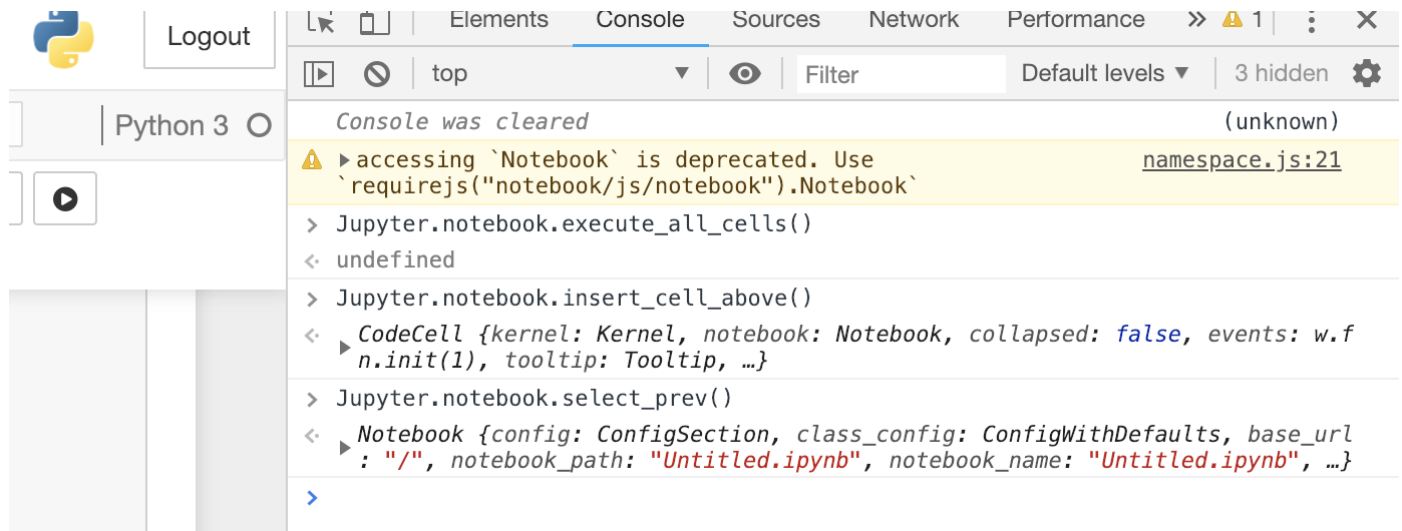 Logout
Python 3
Elements Console Sources Network Performance » 1
top Filter Default levels ▼ 3 hidden
Console was cleared (unknown)
accessing `Notebook` is deprecated. Use namespace.js:21
`requirejs("notebook/js/notebook").Notebook`
> Jupyter.notebook.execute_all_cells()
undefined
> Jupyter.notebook.insert_cell_above()
CodeCell {kernel: Kernel, notebook: Notebook, collapsed: false, events: w.f
n.init(1), tooltip: Tooltip, …}
> Jupyter.notebook.select_prev()
Notebook {config: ConfigSection, class_config: ConfigWithDefaults, base_url
: "/", notebook_path: "Untitled.ipynb", notebook_name: "Untitled.ipynb", …}
>